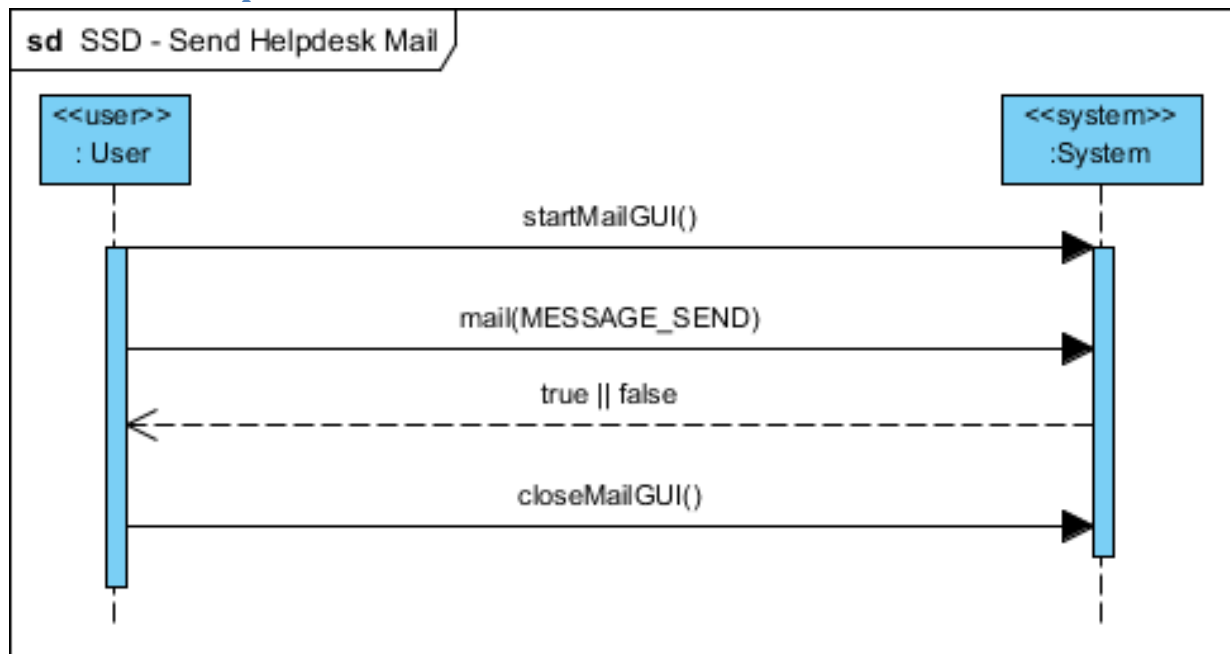 sd SSD - Send Helpdesk Mail
<<user>>
: User
<<system>>
:System
startMailGUI()
mail(MESSAGE_SEND)
true || false
closeMailGUI()